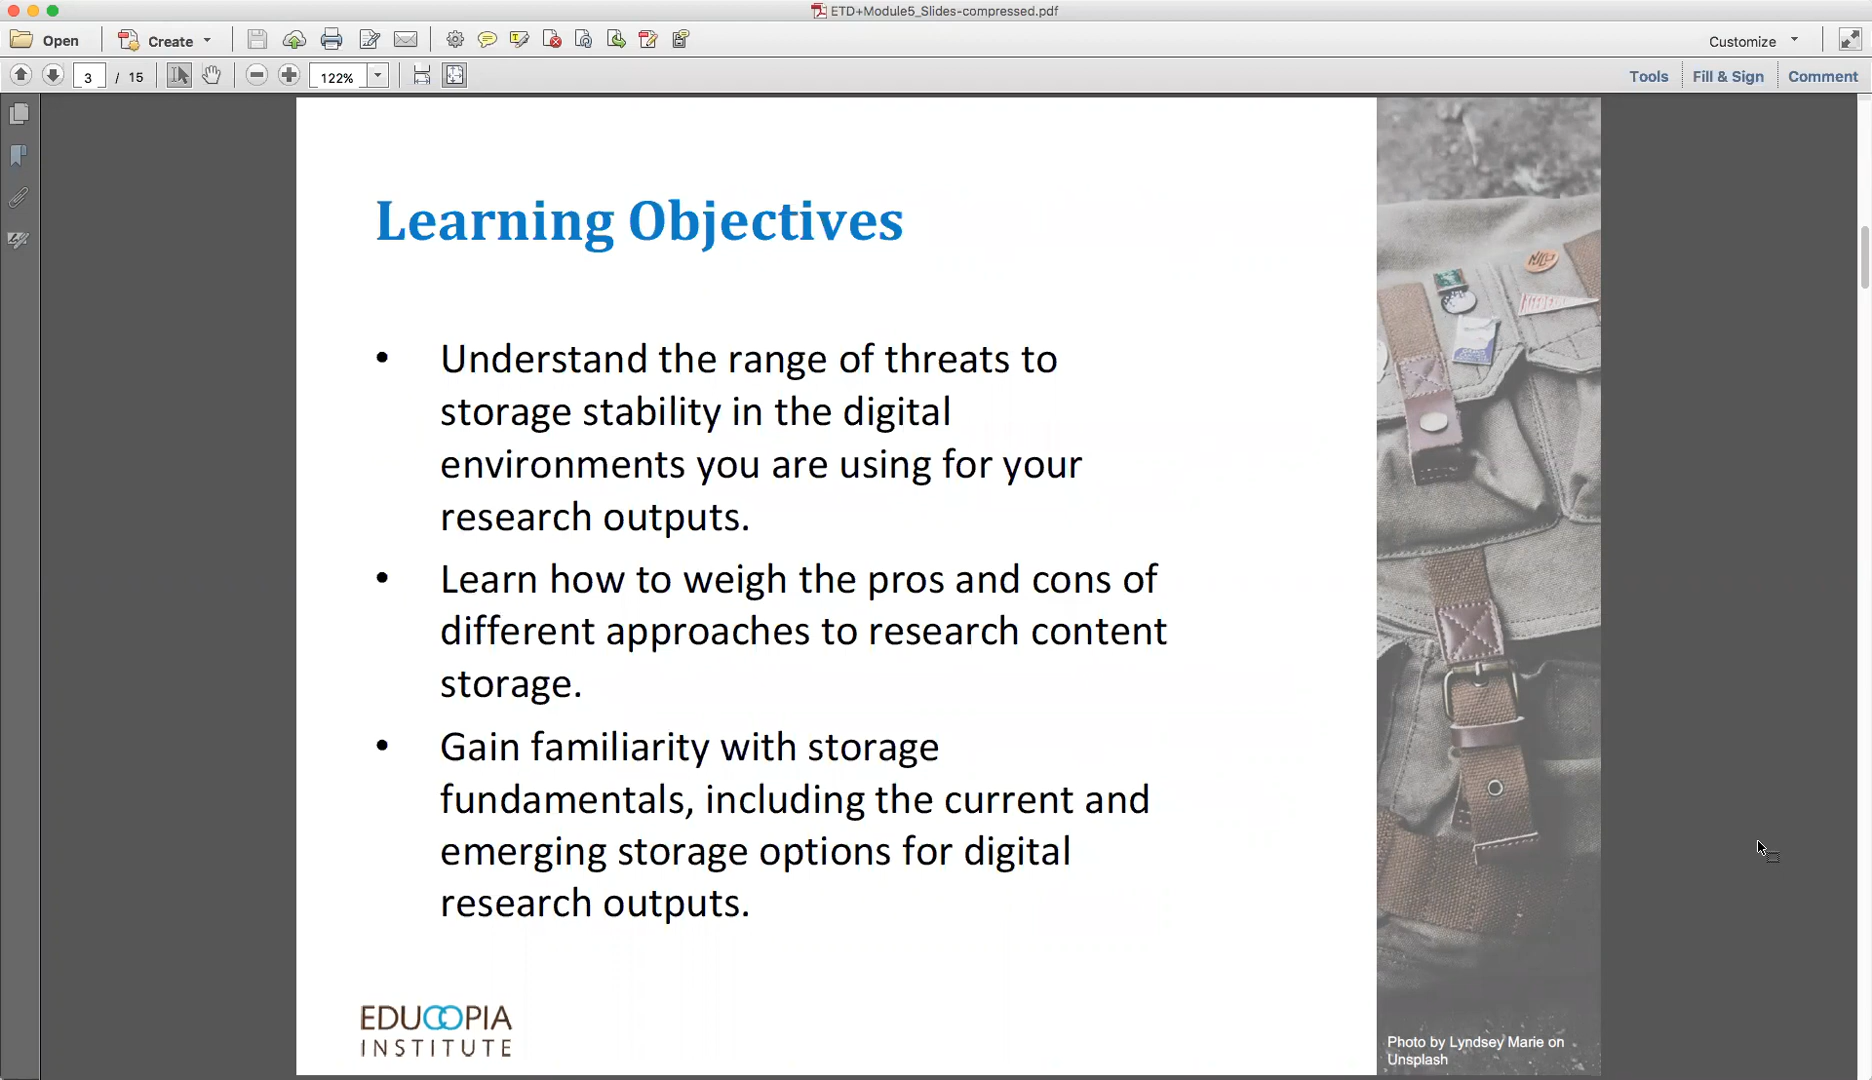 ETD+Module5_Slides-compressed.pdf
Open
Create
Customize
3 / 15
122%
Tools
Fill & Sign
Comment
Learning Objectives
• Understand the range of threats to
storage stability in the digital
environments you are using for your
research outputs.
• Learn how to weigh the pros and cons of
different approaches to research content
storage.
• Gain familiarity with storage
fundamentals, including the current and
emerging storage options for digital
research outputs.
EDUCOPIA
INSTITUTE
Photo by Lyndsey Marie on
Unsplash